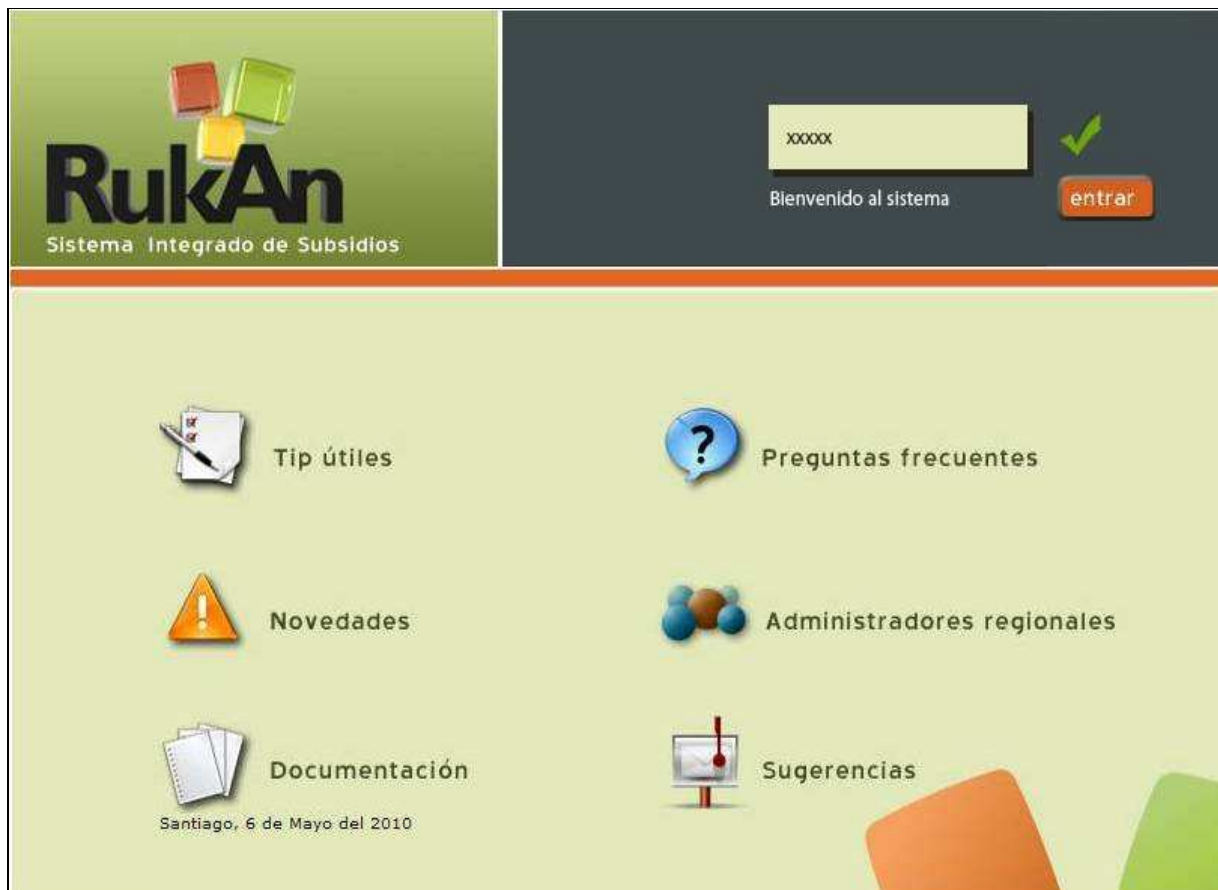 RukAn
Sistema Integrado de Subsidios
xxxxx
Bienvenido al sistema
entrar
Tip útiles
Preguntas frecuentes
Novedades
Administradores regionales
Documentación
Sugerencias
Santiago, 6 de Mayo del 2010